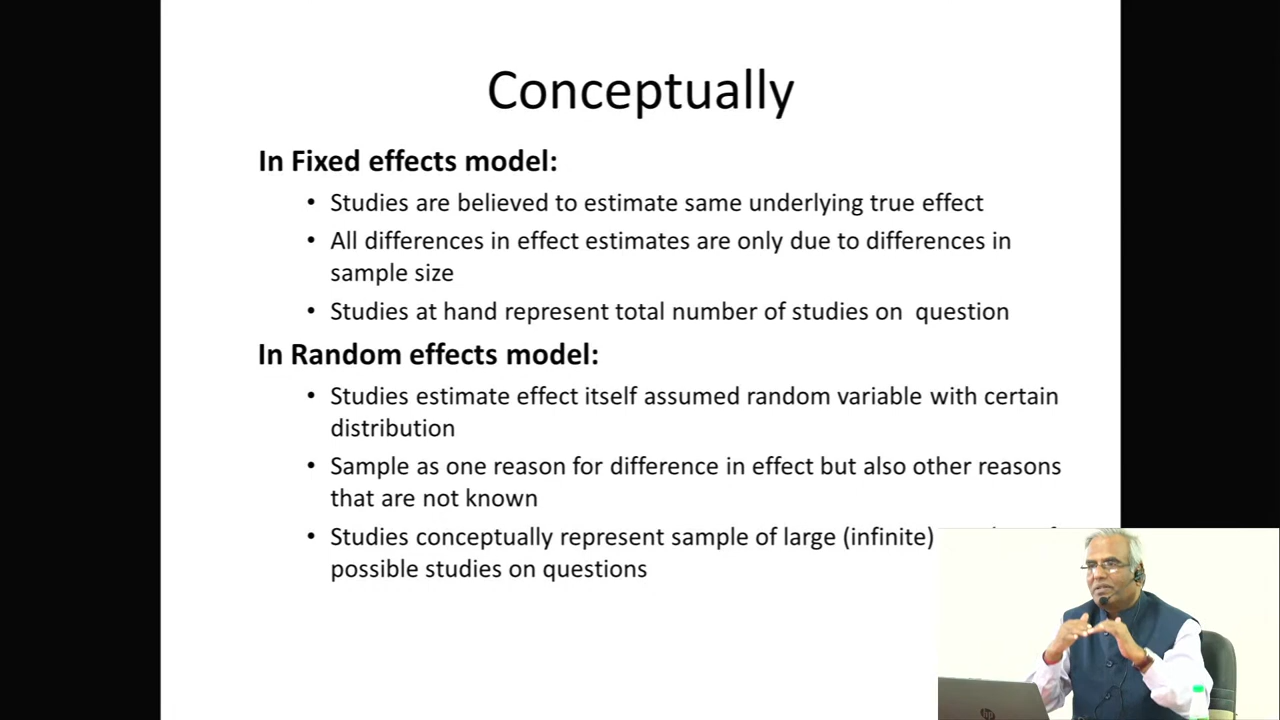 Conceptually
In Fixed effects model:
• Studies are believed to estimate same underlying true effect
• All differences in effect estimates are only due to differences in
sample size
• Studies at hand represent total number of studies on question
In Random effects model:
• Studies estimate effect itself assumed random variable with certain
distribution
• Sample as one reason for difference in effect but also other reasons
that are not known
• Studies conceptually represent sample of large (infinite)
possible studies on questions
hp